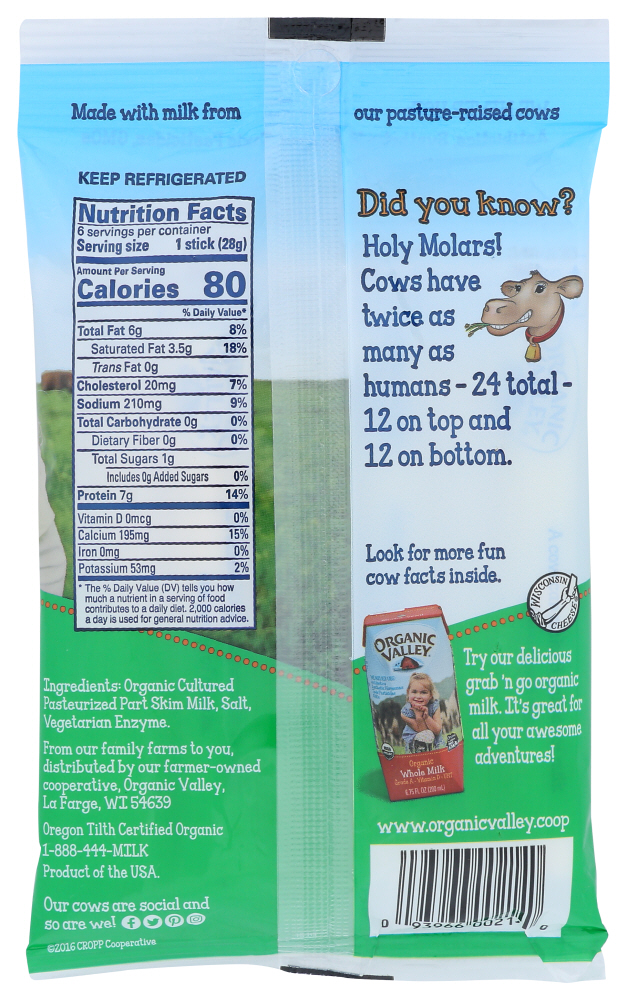 Made with milk from our pasture-raised cows
KEEP REFRIGERATED
Nutrition Facts
6 servings per container
Serving size 1 stick (28g)
Amount Per Serving
Calories 80
% Daily Value*
Total Fat 6g 8%
Saturated Fat 3.5g 18%
Trans Fat 0g
Cholesterol 20mg 7%
Sodium 210mg 9%
Total Carbohydrate 0g 0%
Dietary Fiber 0g 0%
Total Sugars 1g
Includes 0g Added Sugars 0%
Protein 7g 14%
Vitamin D 0mcg 0%
Calcium 195mg 15%
Iron 0mg 0%
Potassium 53mg 2%
* The % Daily Value (DV) tells you how
much a nutrient in a serving of food
contributes to a daily diet. 2,000 calories
a day is used for general nutrition advice.
Ingredients: Organic Cultured
Pasteurized Part Skim Milk, Salt,
Vegetarian Enzyme.
From our family farms to you,
distributed by our farmer-owned
cooperative, Organic Valley,
La Farge, WI 54639
Oregon Tilth Certified Organic
1-888-444-MILK
Product of the USA.
Our cows are social and
so are we!
©2016 CROPP Cooperative
Did you know?
Holy Molars!
Cows have
twice as
many as
humans - 24 total -
12 on top and
12 on bottom.
Look for more fun
cow facts inside.
WISCONSIN
CHEESE
ORGANIC
VALLEY
Organic
Whole Milk
Grade A • Vitamin D • UHT
6.75 FL OZ (200 mL)
Try our delicious
grab 'n go organic
milk. It's great for
all your awesome
adventures!
www.organicvalley.coop
0 93966 0021